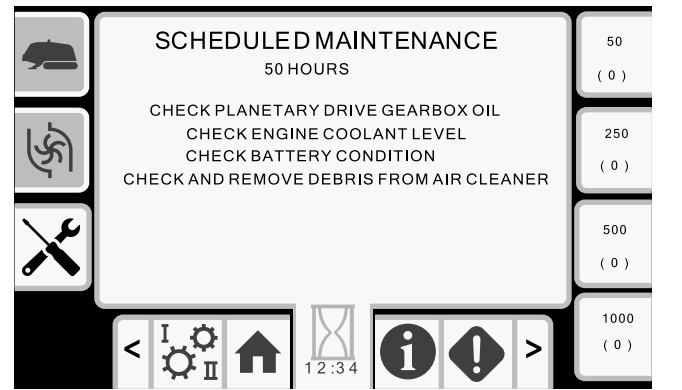 SCHEDULED MAINTENANCE
50 HOURS
CHECK PLANETARY DRIVE GEARBOX OIL
CHECK ENGINE COOLANT LEVEL
CHECK BATTERY CONDITION
CHECK AND REMOVE DEBRIS FROM AIR CLEANER
50
(0)
250
(0)
500
(0)
1000
(0)
<
I
II
12:34
i
!
>